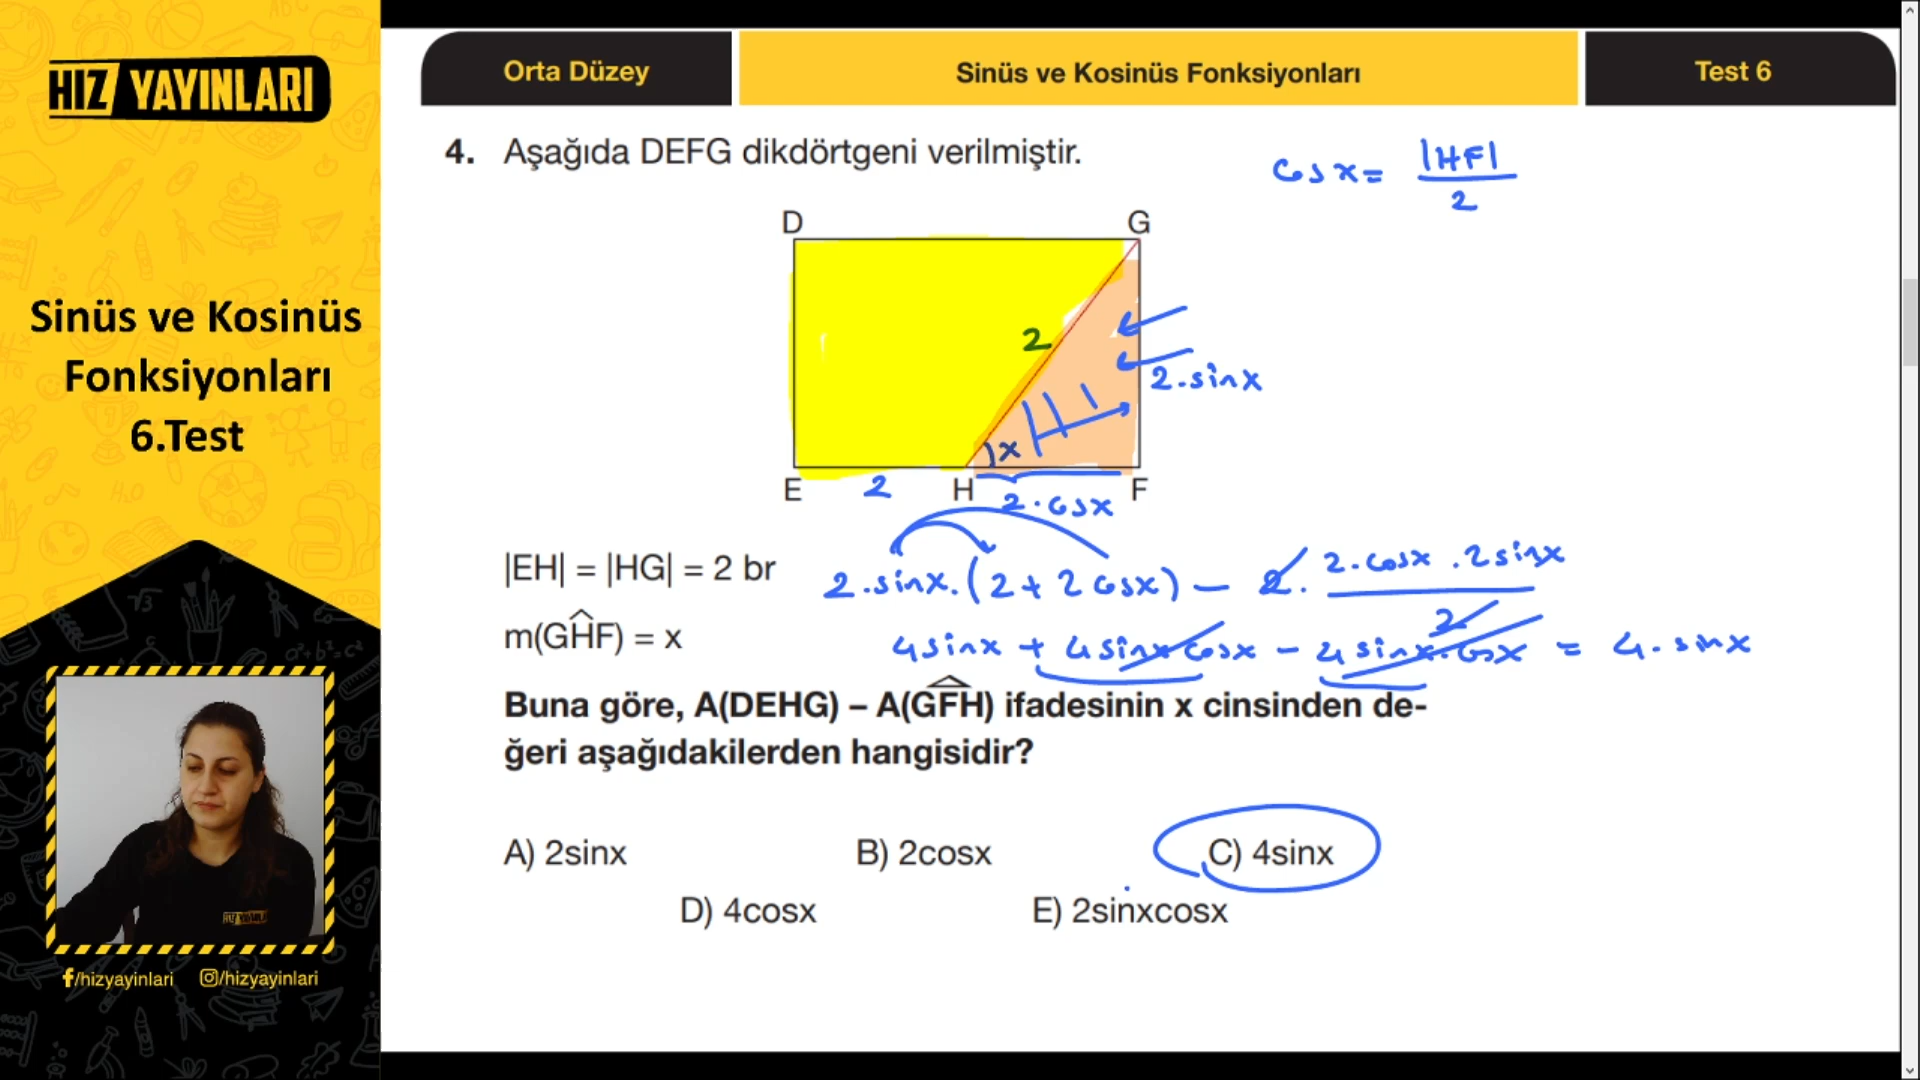 HIZ YAYINLARI
Sinüs ve Kosinüs
Fonksiyonları
6.Test
f/hizyayinlari /hizyayinlari
Orta Düzey
Sinüs ve Kosinüs Fonksiyonları
Test 6
4. Aşağıda DEFG dikdörtgeni verilmiştir.
cosx = |HF| / 2
D G
2
2.sinx
x
E 2 H F
2.cosx
|EH| = |HG| = 2 br
2.sinx.(2+2cosx) - 2. 2.cosx.2sinx / 2
m(GHF) = x
4sinx + 4sinx cosx - 4sinx.cosx = 4.sinx
Buna göre, A(DEHG) – A(GFH) ifadesinin x cinsinden de-
ğeri aşağıdakilerden hangisidir?
A) 2sinx B) 2cosx C) 4sinx
D) 4cosx E) 2sinxcosx